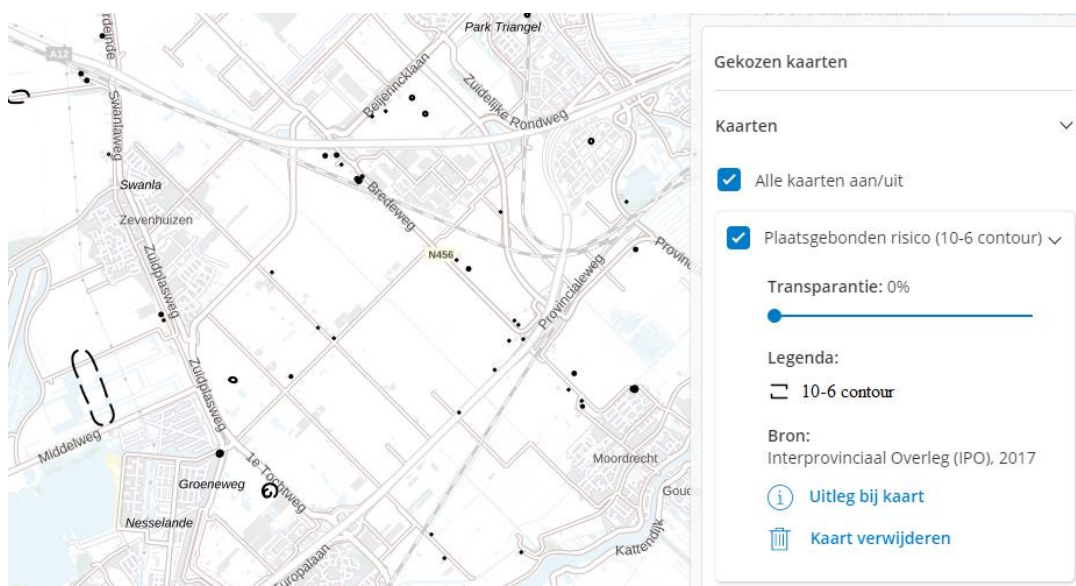 Park Triangel
A12
Swanlaweg
Beijerincklaan
Zuidelijke Rondweg
Swanla
Zevenhuizen
Bredeweg
N456
Zuidplasweg
Provincialeweg
Zuidplasweg
Middelweg
1e Tochtweg
Groeneweg
Nesselande
Moordrecht
Kattendijk
Gekozen kaarten
Kaarten
Alle kaarten aan/uit
Plaatsgebonden risico (10-6 contour)
Transparantie: 0%
Legenda:
10-6 contour
Bron:
Interprovinciaal Overleg (IPO), 2017
Uitleg bij kaart
Kaart verwijderen